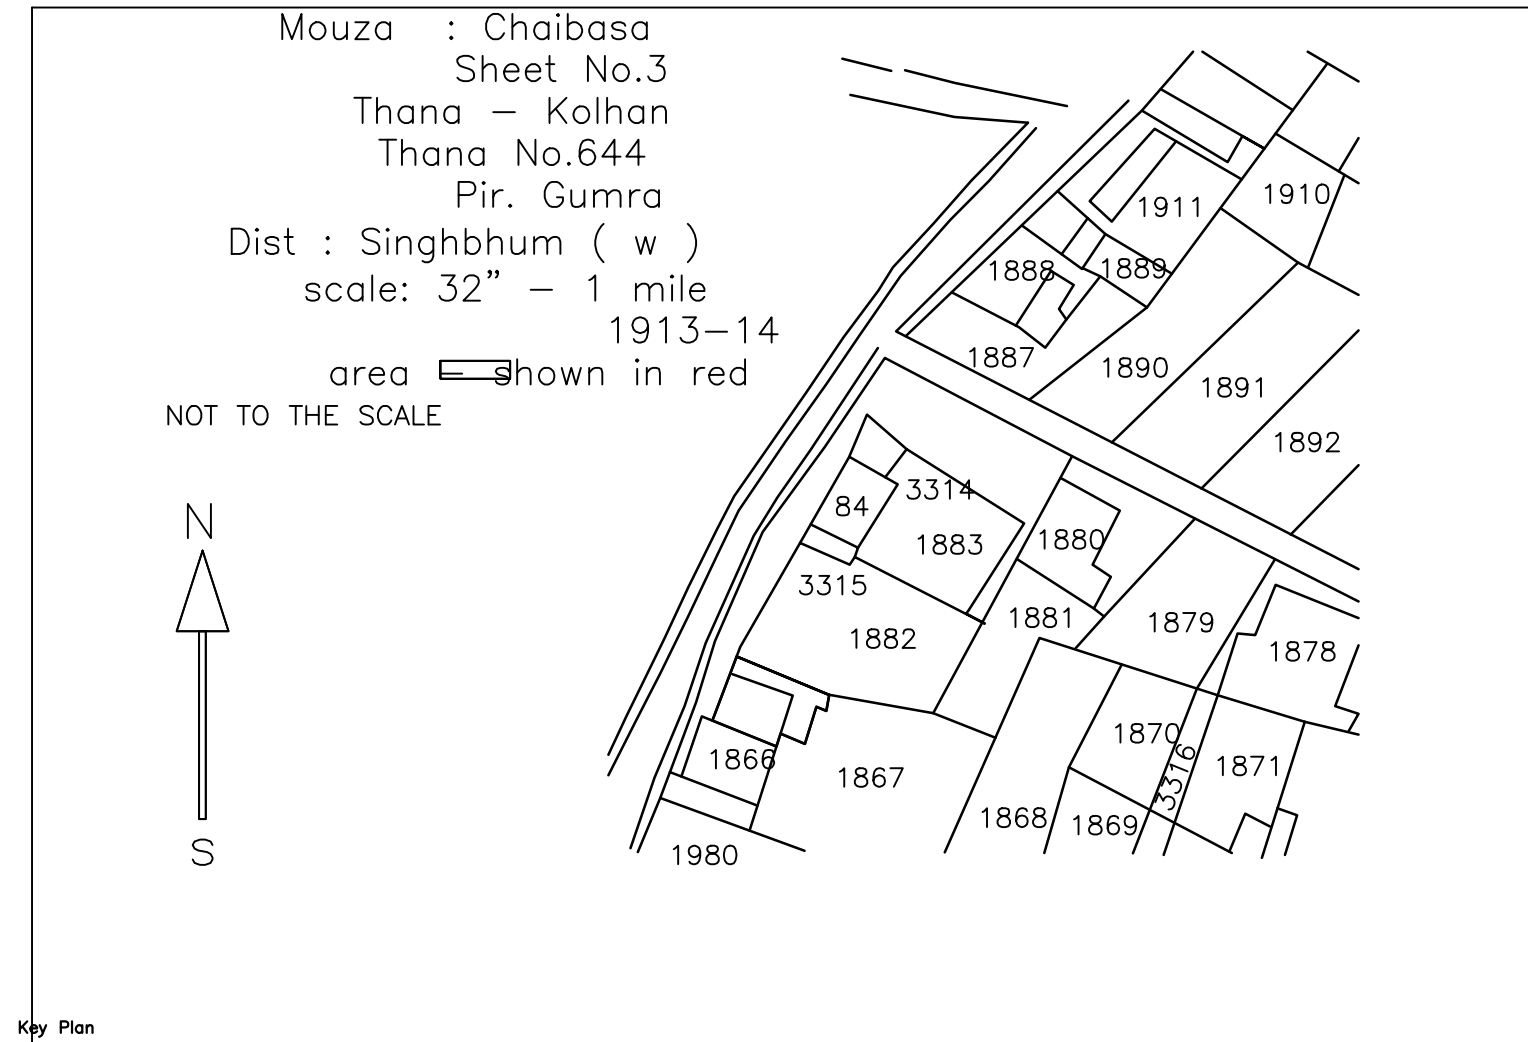 Mouza : Chaibasa
Sheet No.3
Thana - Kolhan
Thana No.644
Pir. Gumra
Dist : Singhbhum ( w )
scale: 32" - 1 mile
1913-14
area shown in red
NOT TO THE SCALE
N
S
1910
1911
1888
1889
1887
1890
1891
1892
3314
84
1883
1880
3315
1881
1879
1882
1878
1870
1866
1867
3316
1871
1868
1869
1980
Key Plan